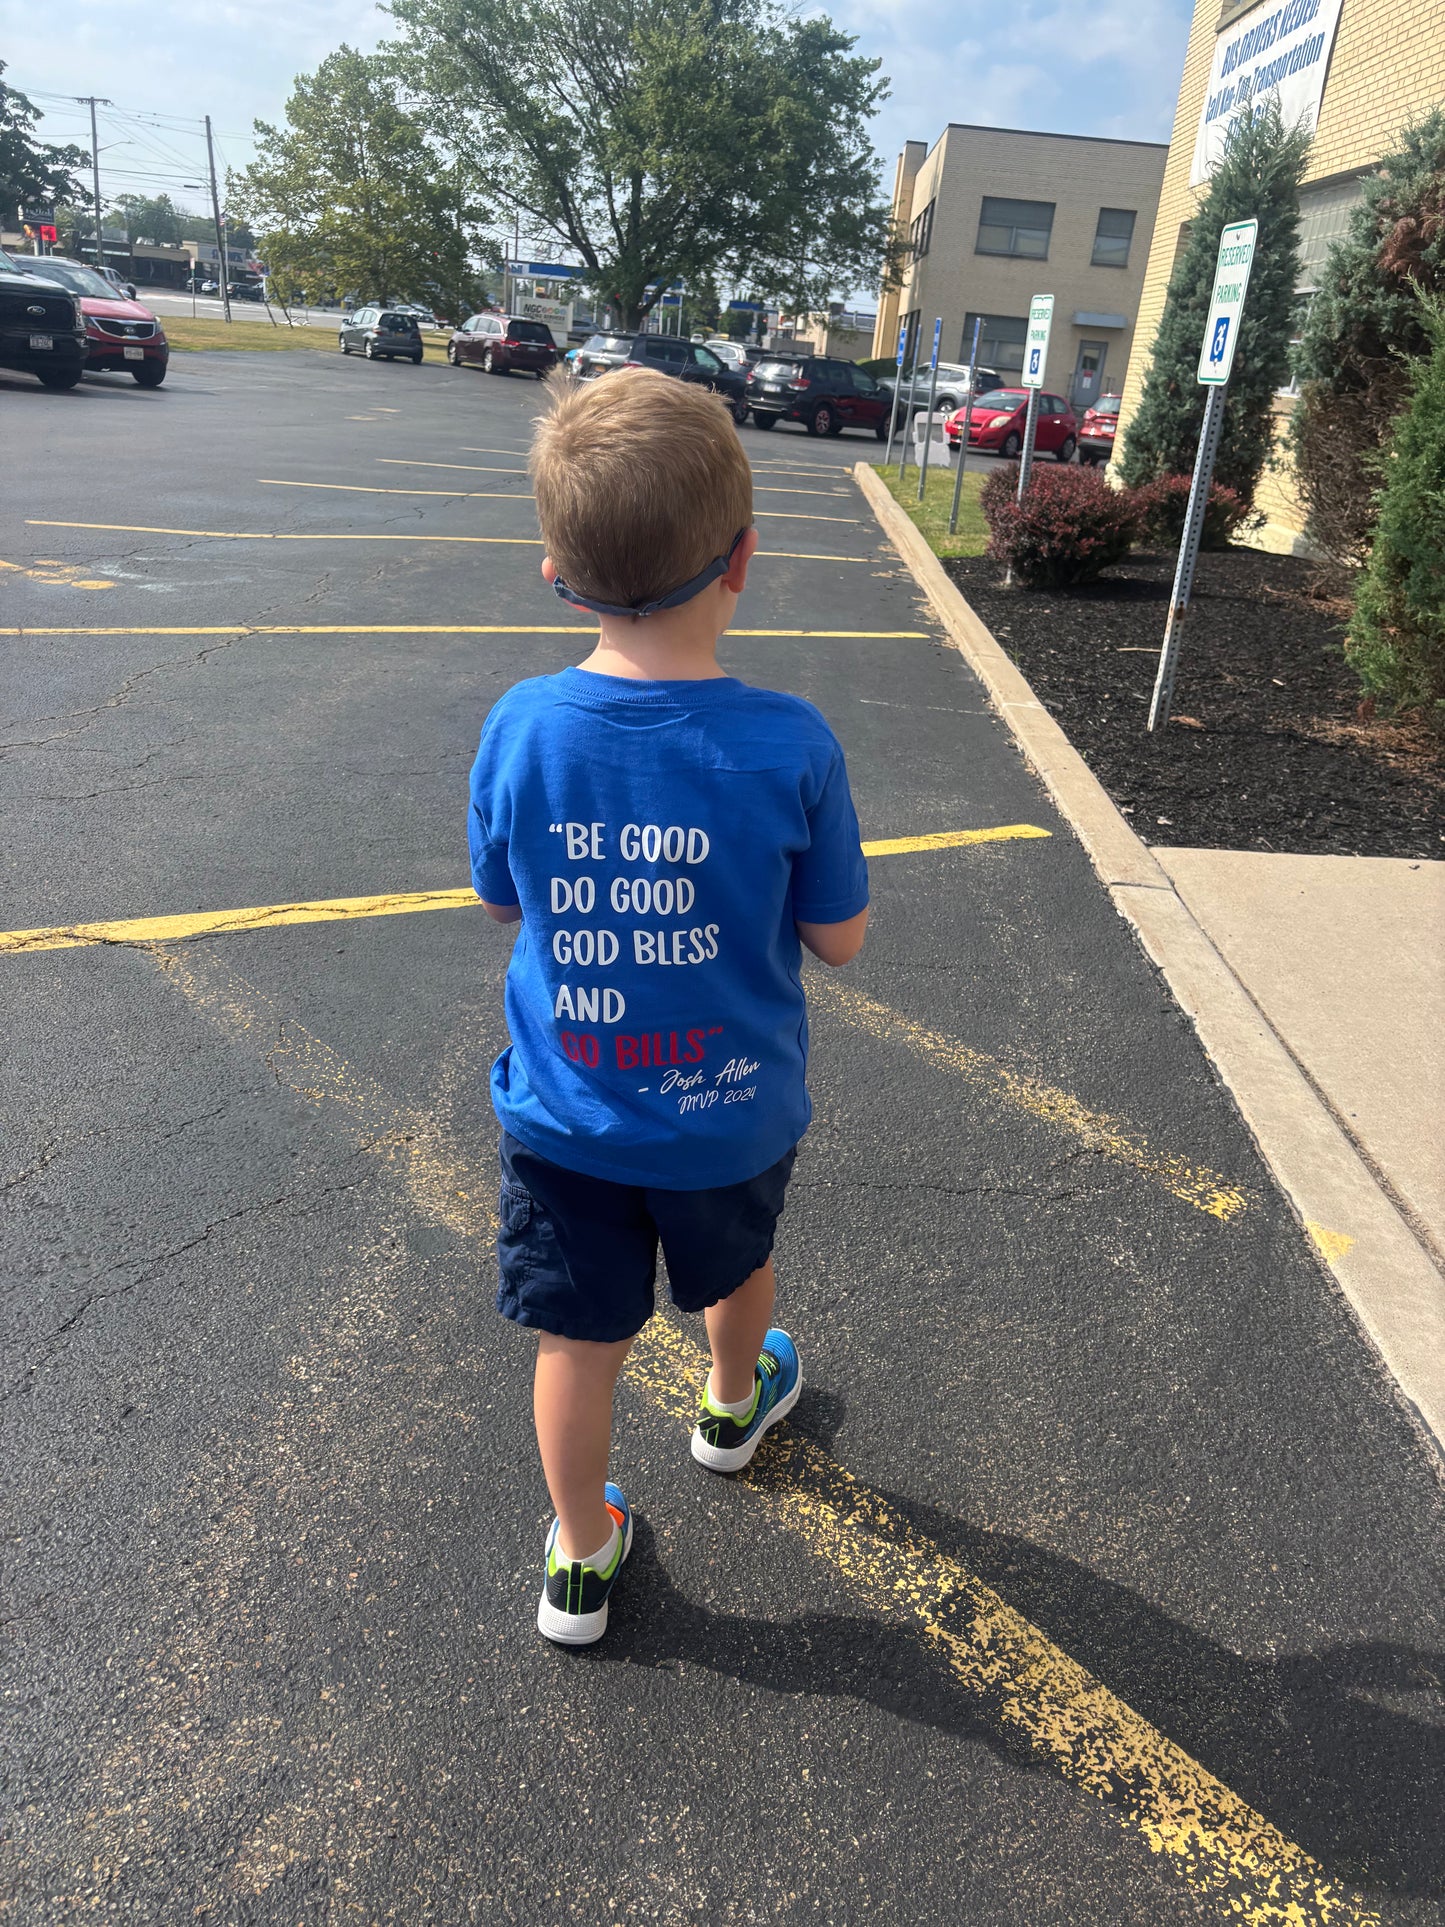 BUS DRIVERS NEEDED!
RESERVED
PARKING
RESERVED
PARKING
NGC
"BE GOOD
DO GOOD
GOD BLESS
AND
GO BILLS"
- Josh Allen
MVP 2024